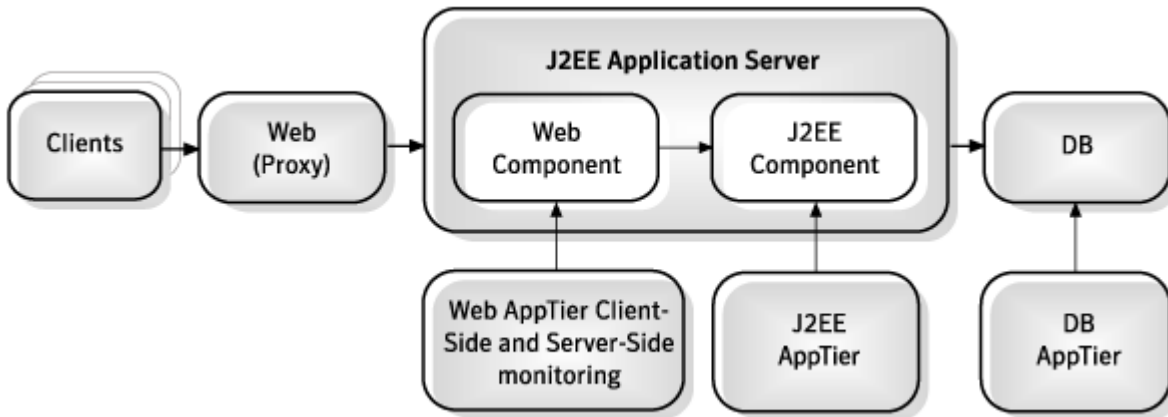 J2EE Application Server
Clients
Web
(Proxy)
Web
Component
J2EE
Component
DB
Web AppTier Client-
Side and Server-Side
monitoring
J2EE
AppTier
DB
AppTier